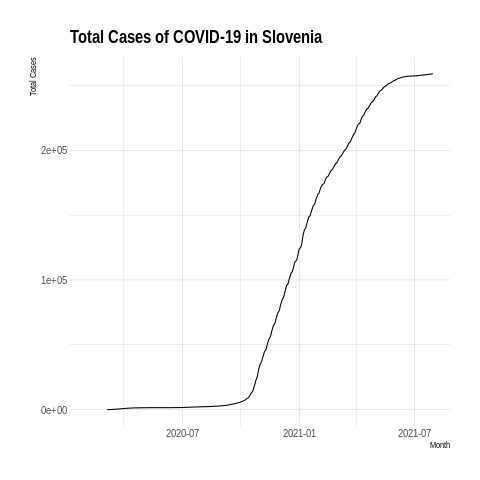 Total Cases of COVID-19 in Slovenia
Total Cases
2e+05
1e+05
0e+00
2020-07
2021-01
2021-07
Month